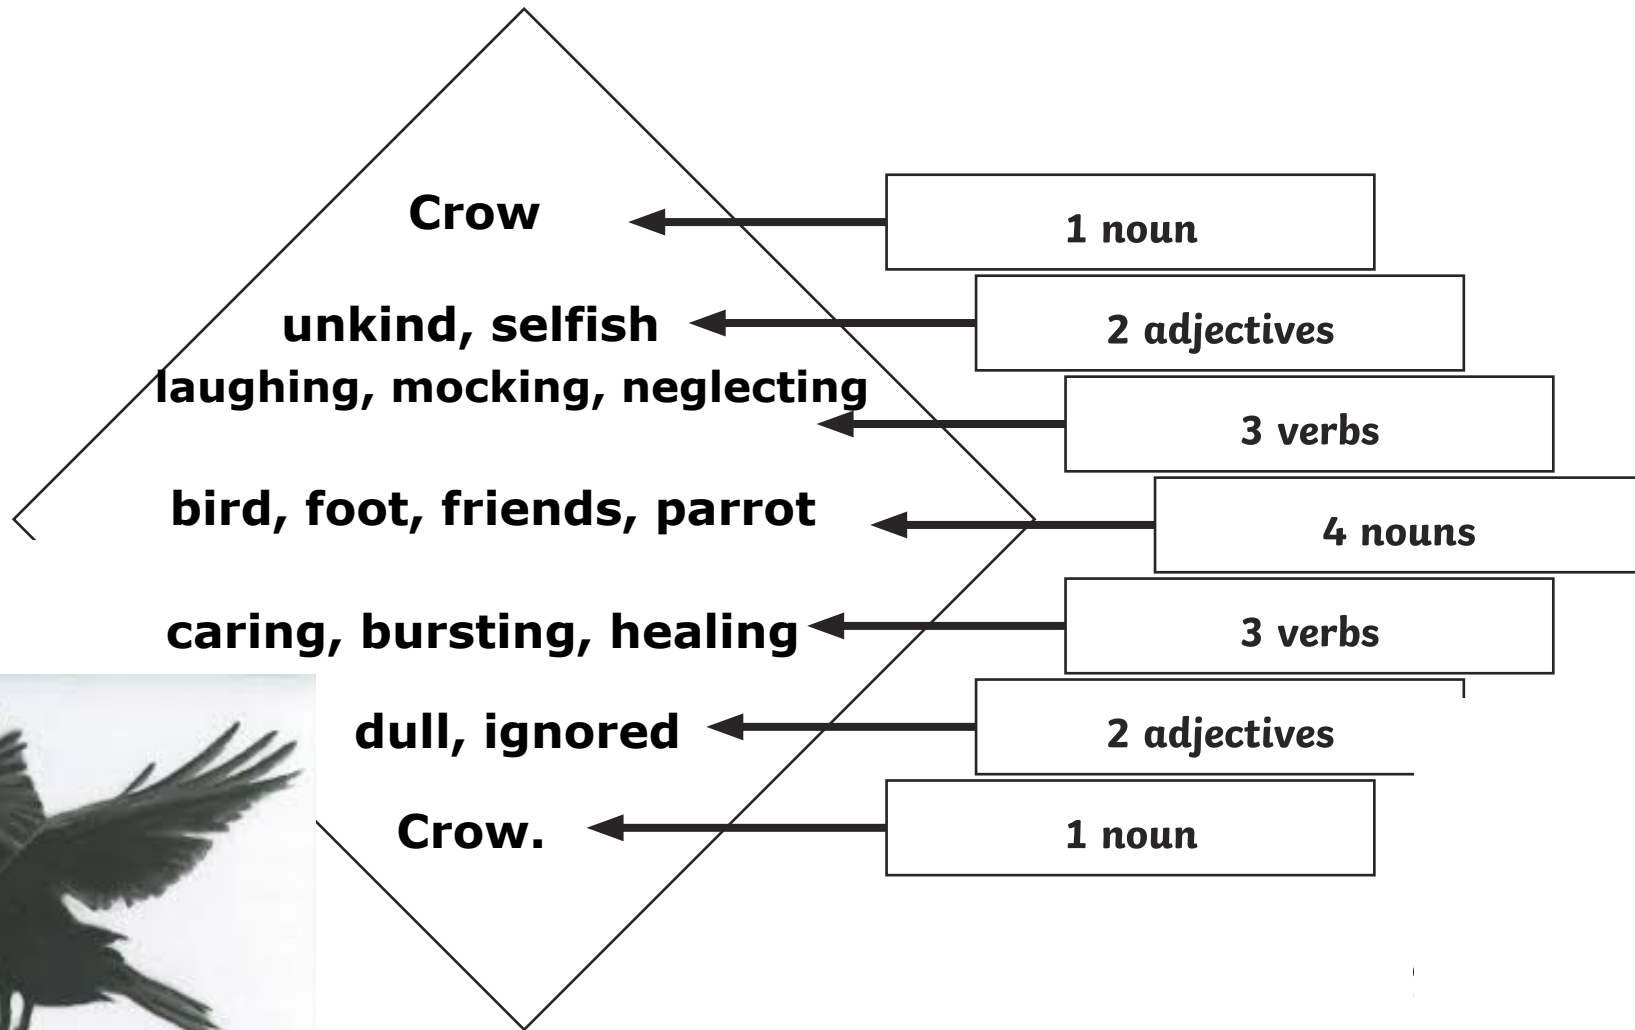 Crow
1 noun
unkind, selfish
2 adjectives
laughing, mocking, neglecting
3 verbs
bird, foot, friends, parrot
4 nouns
caring, bursting, healing
3 verbs
dull, ignored
2 adjectives
Crow.
1 noun